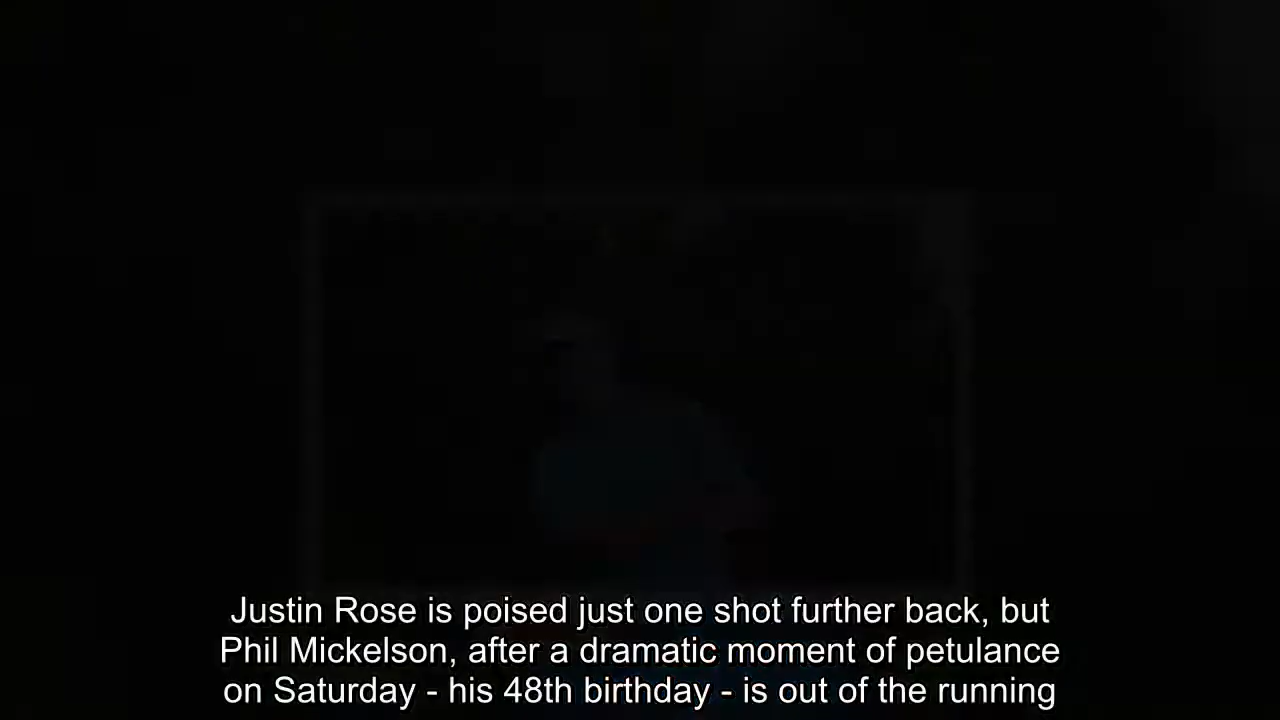 Justin Rose is poised just one shot further back, but
Phil Mickelson, after a dramatic moment of petulance
on Saturday - his 48th birthday - is out of the running